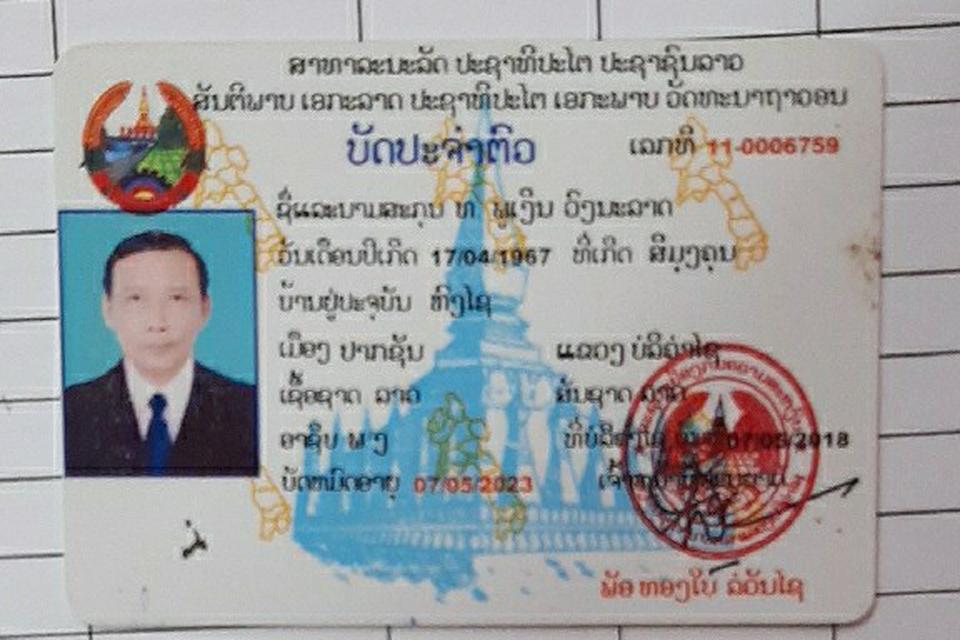 ສາທາລະນະລັດ ປະຊາທິປະໄຕ ປະຊາຊົນລາວ
ສັນຕິພາບ ເອກະລາດ ປະຊາທິປະໄຕ ເອກະພາບ ວັດທະນາຖາວອນ
ບັດປະຈຳຕົວ ເລກທີ 11-0006759
ຊື່ແລະນາມສະກຸນ ທ ພູເງິນ ວົງນະລາດ
ວັນເດືອນປີເກີດ 17/04/1967 ທີ່ເກີດ ສີມຸງຄຸນ
ບ້ານຢູ່ປະຈຸບັນ ທົ່ງໄຊ
ເມືອງ ປາກຊັນ ແຂວງ ບໍລິຄຳໄຊ
ເຊື້ອຊາດ ລາວ ສັນຊາດ ລາວ
ອາຊີບ ພ ງ ທີ່ບໍລິຄຳໄຊ 07/05/2018
ບັດຫມົດອາຍຸ 07/05/2023
ພັອ ທອງໃບ ລໍວັນໄຊ